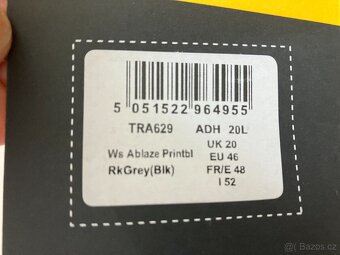 5 051522 964955
TRA629 ADH 20L
UK 20
Ws Ablaze Printbl EU 46
RkGrey(Blk) FR/E 48
I 52
© Bazos.cz